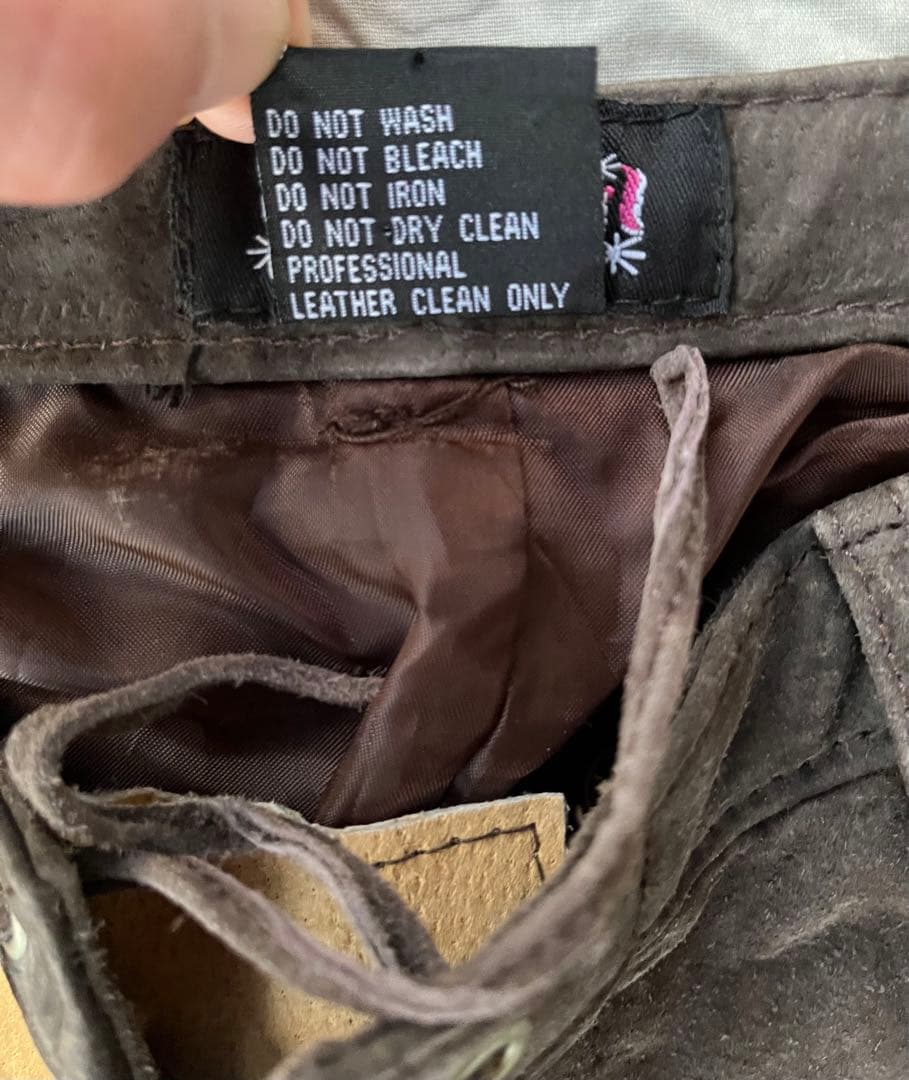 DO NOT WASH
DO NOT BLEACH
DO NOT IRON
DO NOT DRY CLEAN
PROFESSIONAL
LEATHER CLEAN ONLY